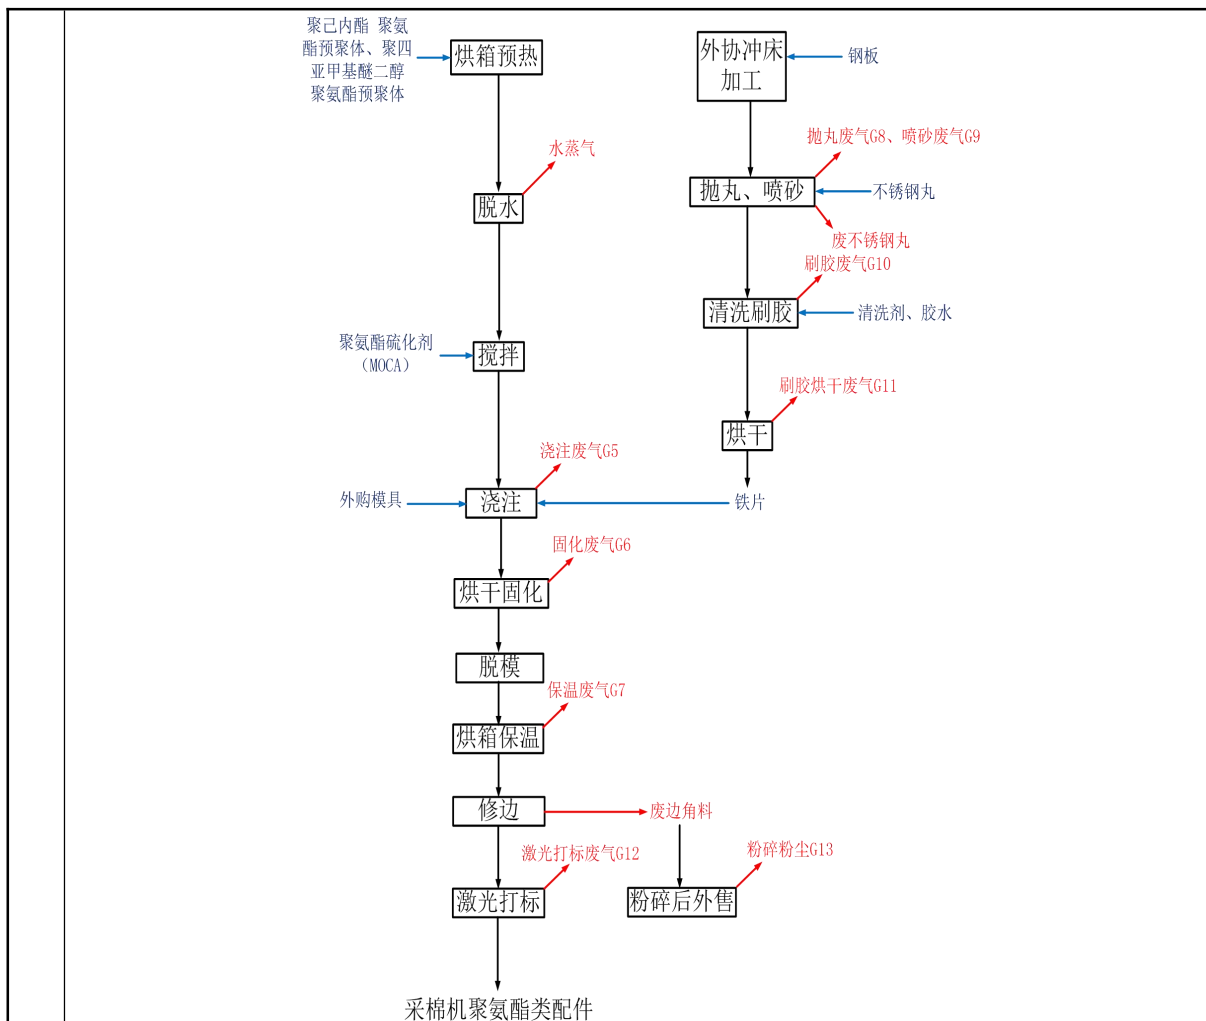 聚己内酯 聚氨
酯预聚体、聚四
亚甲基醚二醇
聚氨酯预聚体
烘箱预热
外协冲床
加工
钢板
水蒸气
抛丸废气G8、喷砂废气G9
脱水
抛丸、喷砂
不锈钢丸
废不锈钢丸
刷胶废气G10
清洗刷胶
清洗剂、胶水
聚氨酯硫化剂
（MOCA）
搅拌
刷胶烘干废气G11
烘干
浇注废气G5
外购模具
浇注
铁片
固化废气G6
烘干固化
脱模
保温废气G7
烘箱保温
修边
废边角料
激光打标废气G12
粉碎粉尘G13
激光打标
粉碎后外售
采棉机聚氨酯类配件